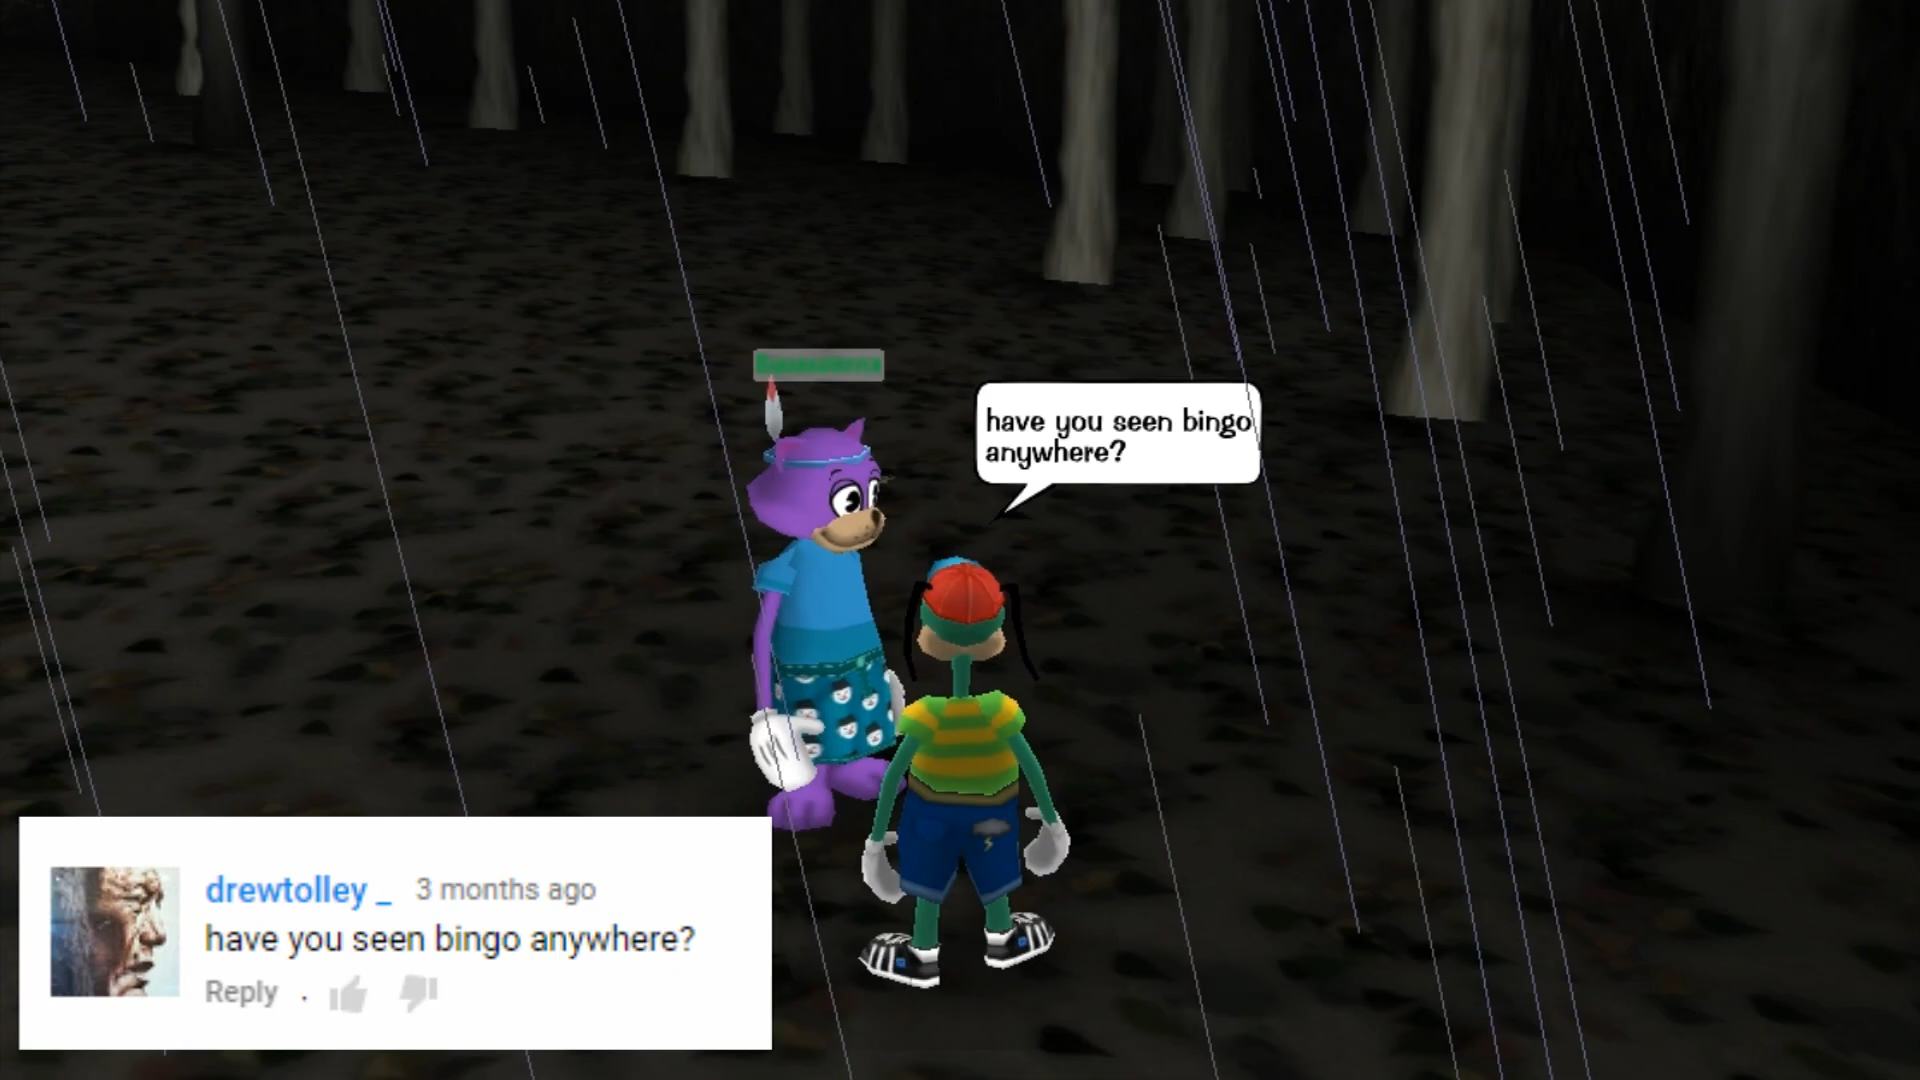 have you seen bingo
anywhere?
drewtolley _ 3 months ago
have you seen bingo anywhere?
Reply .